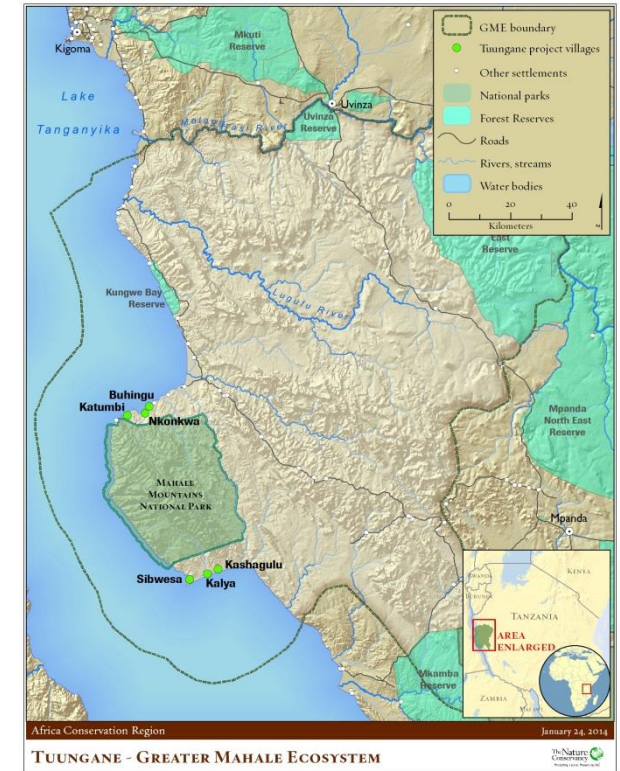 Kigoma
Mkuti
Reserve
Lake
Tanganyika
Malagarasi River
Uvinza
Uvinza
Reserve
GME boundary
Tuungane project villages
Other settlements
National parks
Forest Reserves
Roads
Rivers, streams
Water bodies
0 20 40
Kilometers
East
Reserve
Kungwe Bay
Reserve
Lugufu River
Buhingu
Katumbi
Nkonkwa
Mpanda
North East
Reserve
MAHALE
MOUNTAINS
NATIONAL PARK
Mpanda
Kashagulu
Sibwesa
Kalya
Mkamba
Reserve
KENYA
RWANDA
BURUNDI
TANZANIA
AREA
ENLARGED
ZAMBIA
Africa Conservation Region
January 24, 2014
TUUNGANE - GREATER MAHALE ECOSYSTEM
The Nature
Conservancy